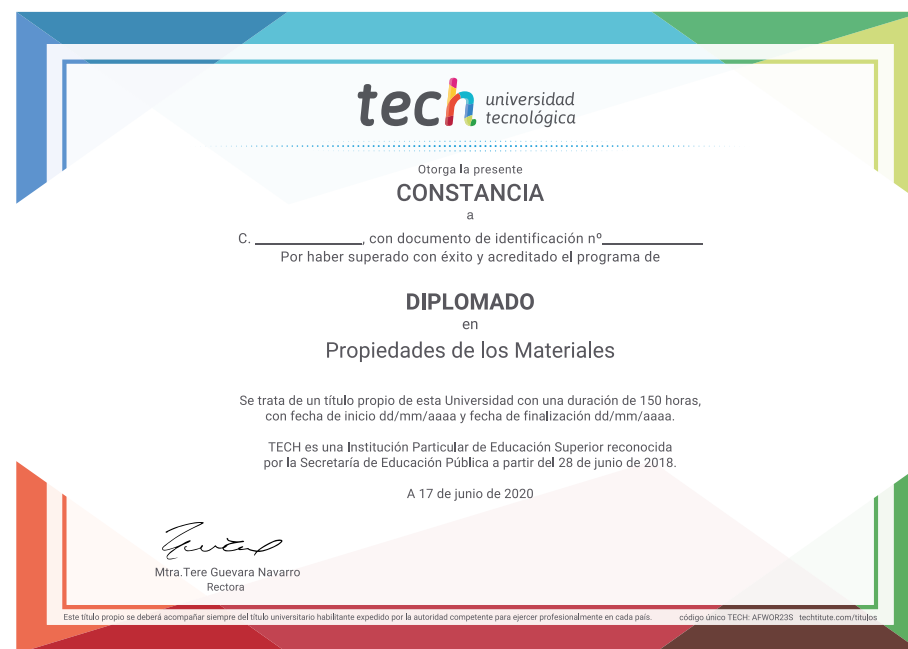 tech universidad
tecnológica
Otorga la presente
CONSTANCIA
a
C. ____________, con documento de identificación nº____________
Por haber superado con éxito y acreditado el programa de
DIPLOMADO
en
Propiedades de los Materiales
Se trata de un título propio de esta Universidad con una duración de 150 horas,
con fecha de inicio dd/mm/aaaa y fecha de finalización dd/mm/aaaa.
TECH es una Institución Particular de Educación Superior reconocida
por la Secretaría de Educación Pública a partir del 28 de junio de 2018.
A 17 de junio de 2020
Mtra.Tere Guevara Navarro
Rectora
Este título propio se deberá acompañar siempre del título universitario habilitante expedido por la autoridad competente para ejercer profesionalmente en cada país. código único TECH: AFWOR23S techtitute.com/titulos